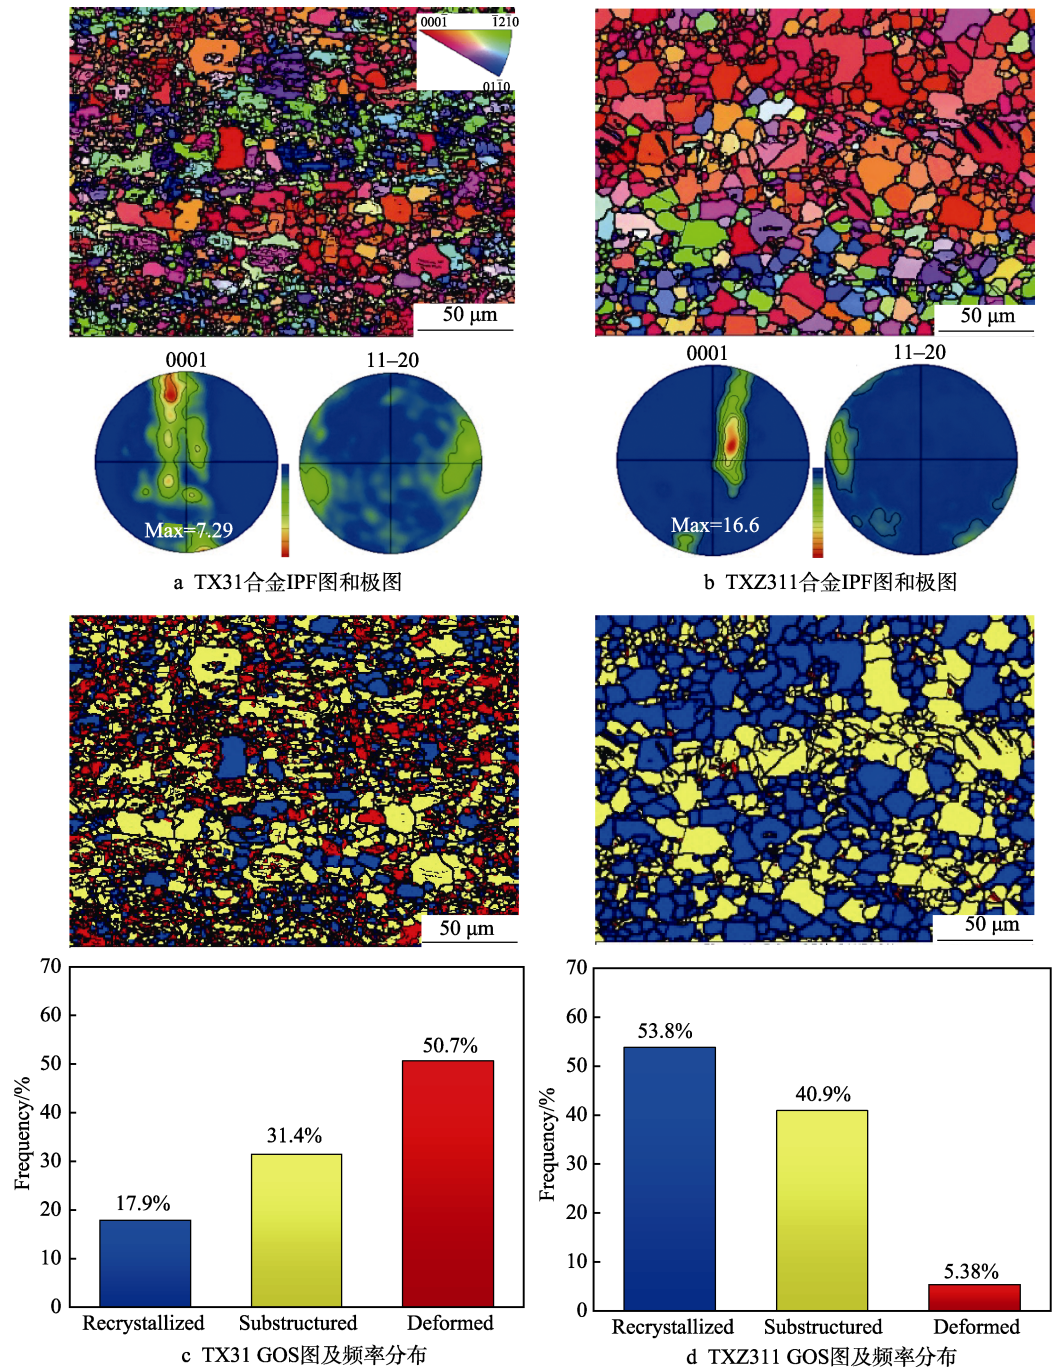 0001 1̄21̄0
011̄0
50 μm
50 μm
0001 11–20
0001 11–20
Max=7.29
Max=16.6
a TX31合金IPF图和极图
b TXZ311合金IPF图和极图
50 μm
50 μm
70
60
50
40
30
20
10
0
Frequency/%
17.9%
31.4%
50.7%
Recrystallized Substructured Deformed
70
60
50
40
30
20
10
0
Frequency/%
53.8%
40.9%
5.38%
Recrystallized Substructured Deformed
c TX31 GOS图及频率分布
d TXZ311 GOS图及频率分布